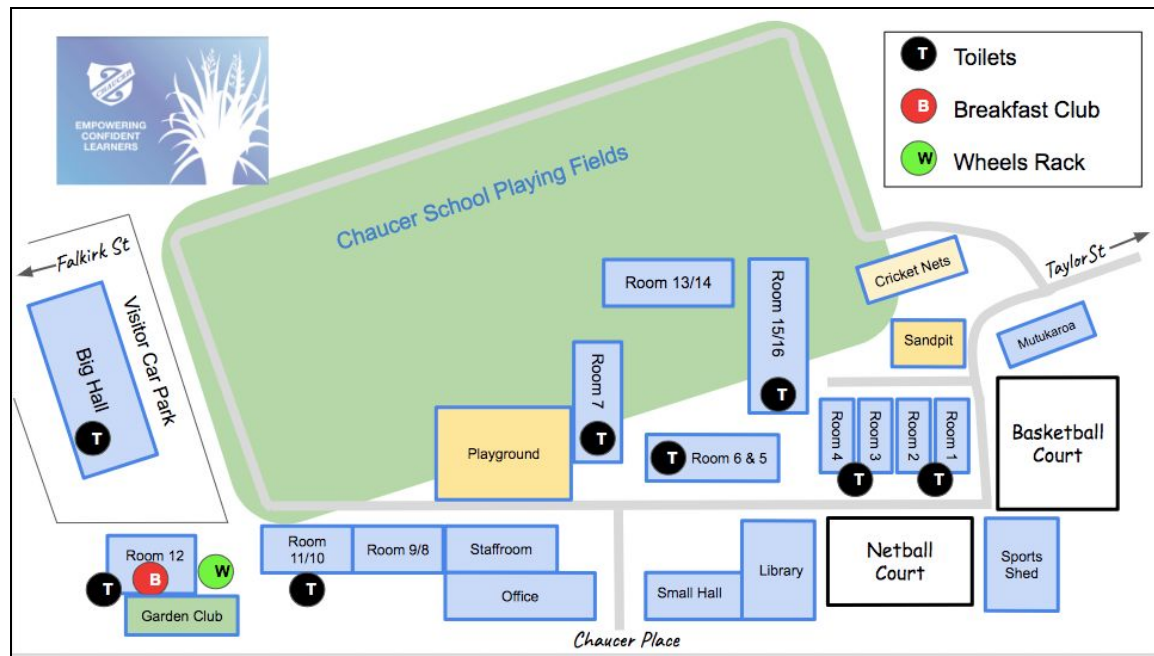 CHAUCER
EMPOWERING
CONFIDENT
LEARNERS
T Toilets
B Breakfast Club
W Wheels Rack
Chaucer School Playing Fields
Falkirk St
Visitor Car Park
Big Hall
T
Taylor St
Cricket Nets
Mutukaroa
Sandpit
Room 13/14
Room 15/16
T
Room 7
T
Playground
T
Room 6 & 5
Room 4
Room 3
Room 2
Room 1
T
T
Basketball
Court
Room 12
T
B
W
Garden Club
Room
11/10
T
Room 9/8
Staffroom
Office
Small Hall
Library
Netball
Court
Sports
Shed
Chaucer Place